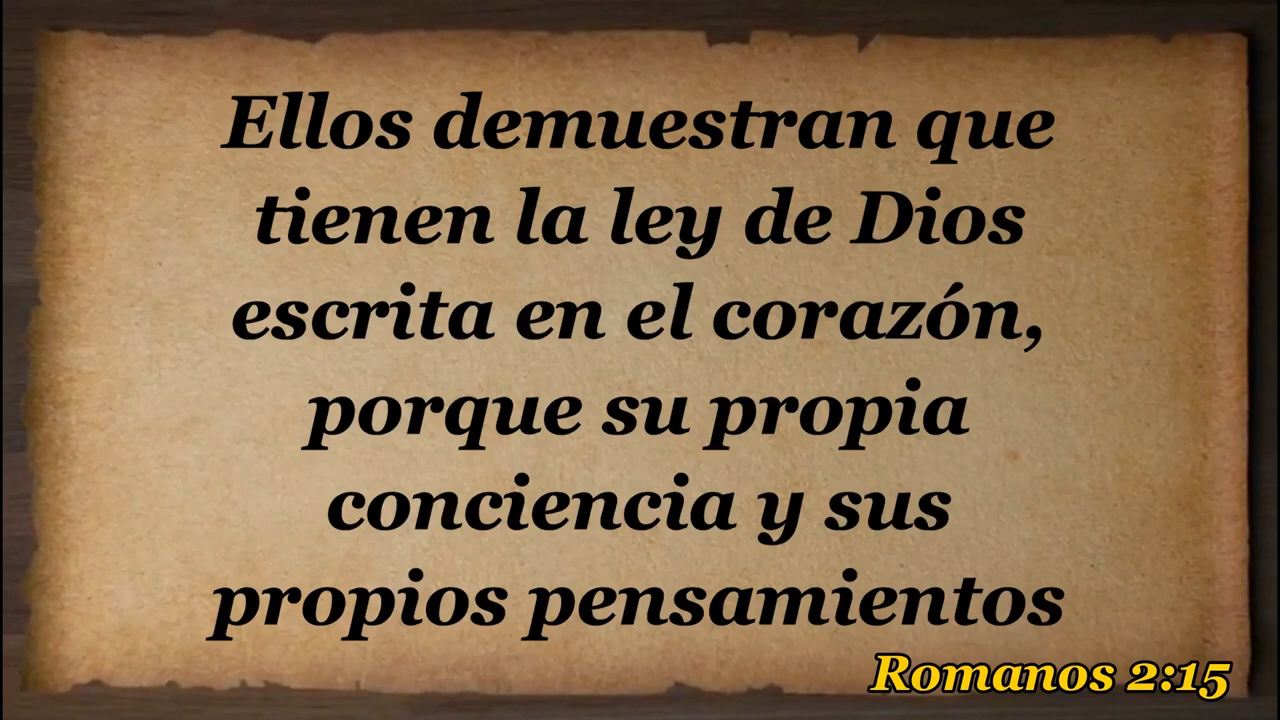 Ellos demuestran que
tienen la ley de Dios
escrita en el corazón,
porque su propia
conciencia y sus
propios pensamientos
Romanos 2:15